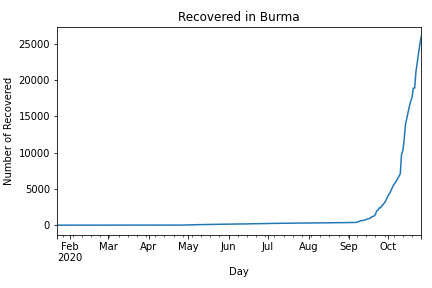 Recovered in Burma
Number of Recovered
25000
20000
15000
10000
5000
0
Feb Mar Apr May Jun Jul Aug Sep Oct
2020
Day